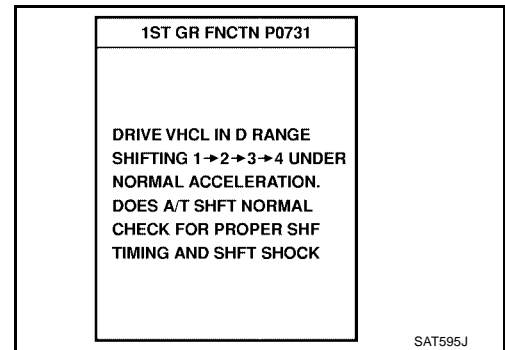 1ST GR FNCTN P0731
DRIVE VHCL IN D RANGE
SHIFTING 1→2→3→4 UNDER
NORMAL ACCELERATION.
DOES A/T SHFT NORMAL
CHECK FOR PROPER SHF
TIMING AND SHFT SHOCK
SAT595J